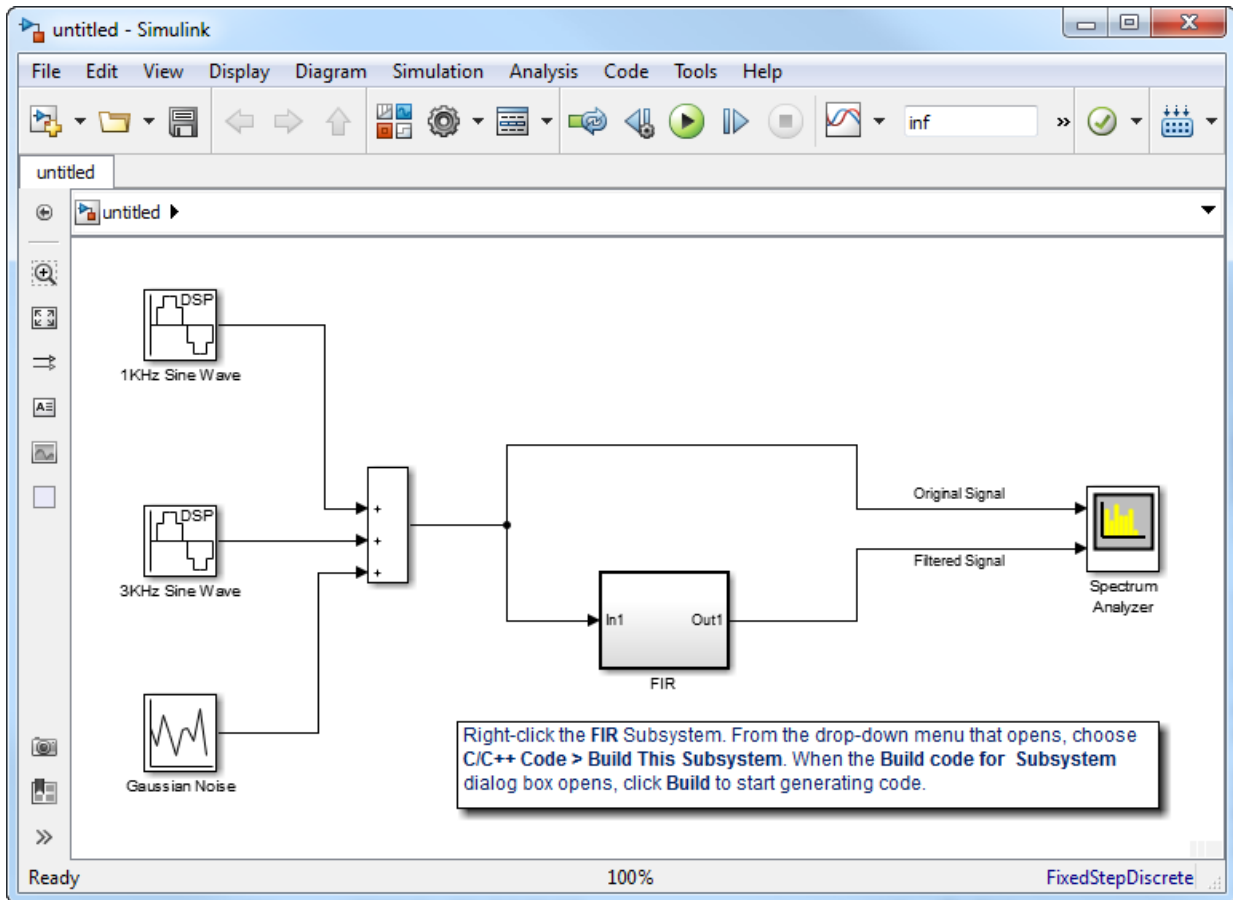 untitled - Simulink
File Edit View Display Diagram Simulation Analysis Code Tools Help
inf
untitled
untitled
DSP
1KHz Sine Wave
DSP
3KHz Sine Wave
+
+
+
Gaussian Noise
In1 Out1
FIR
Original Signal
Filtered Signal
Spectrum
Analyzer
Right-click the FIR Subsystem. From the drop-down menu that opens, choose
C/C++ Code > Build This Subsystem. When the Build code for Subsystem
dialog box opens, click Build to start generating code.
Ready 100% FixedStepDiscrete